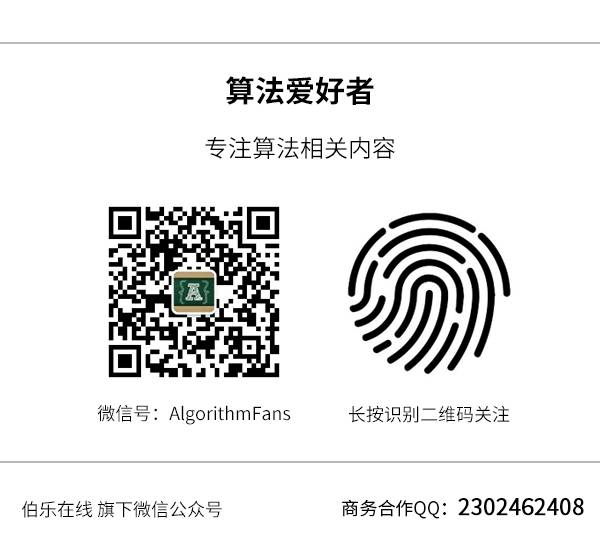 算法爱好者
专注算法相关内容
{A}
微信号：AlgorithmFans
长按识别二维码关注
伯乐在线 旗下微信公众号
商务合作QQ：2302462408